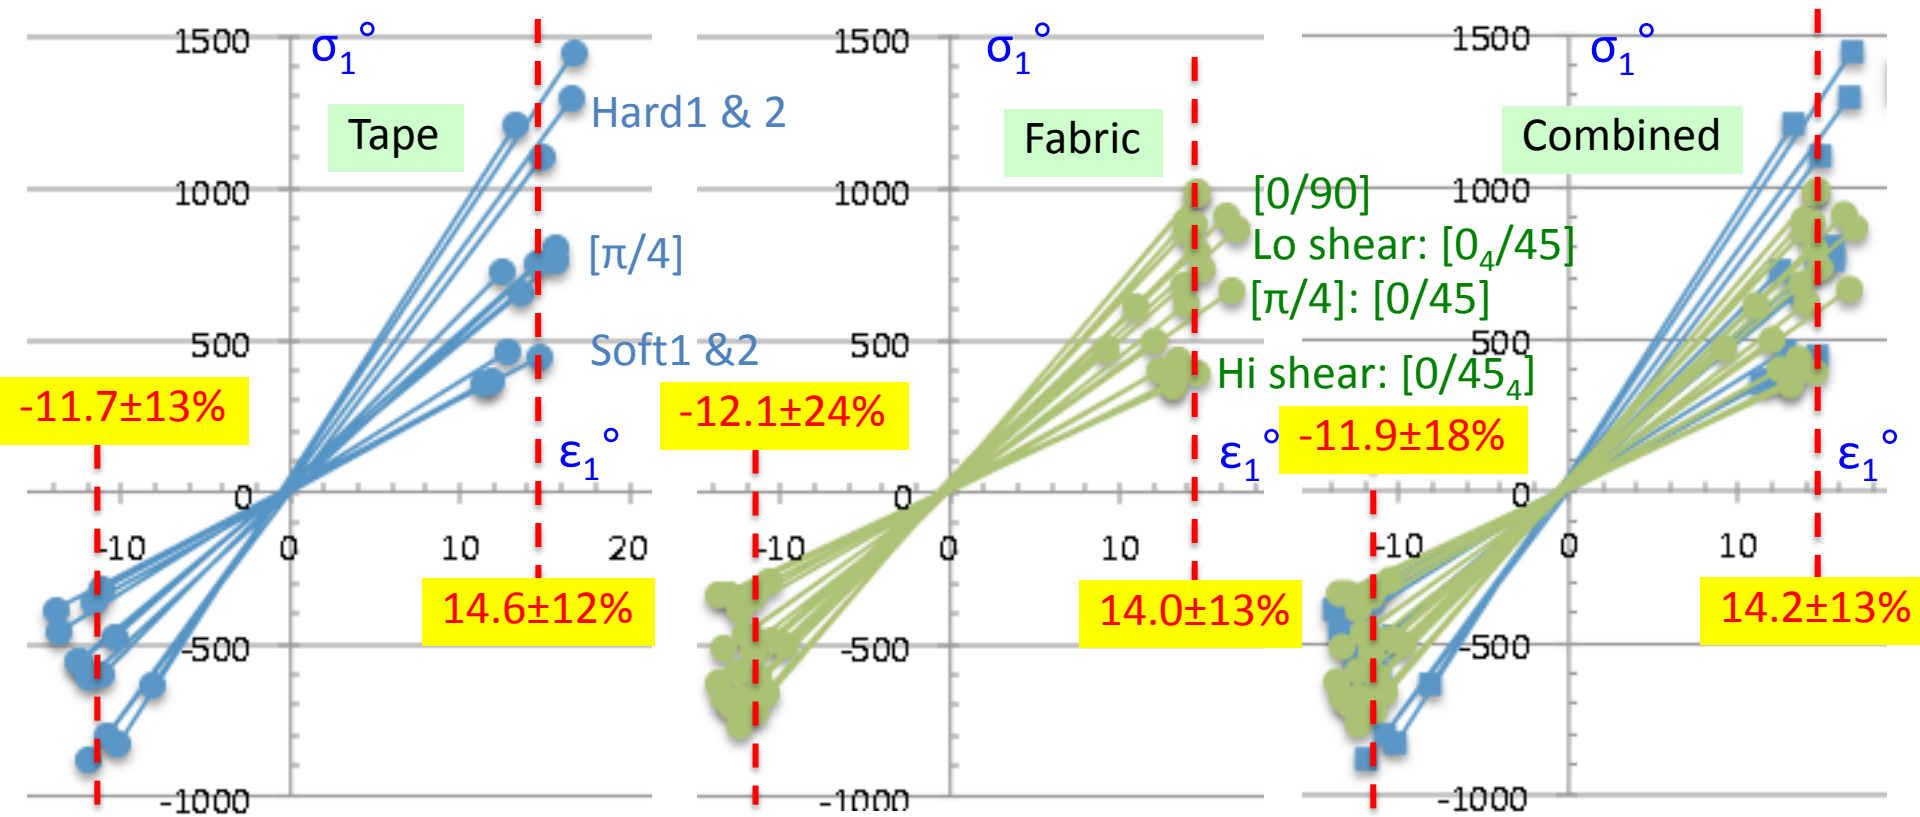 1500
σ1°
Tape
Hard1 & 2
1000
[π/4]
500
Soft1 &2
-11.7±13%
ε1°
0
-10
0
10
20
14.6±12%
-500
-1000
1500
σ1°
Fabric
1000
[0/90]
Lo shear: [04/45]
[π/4]: [0/45]
500
Hi shear: [0/454]
-12.1±24%
ε1°
0
-10
0
10
14.0±13%
-500
-1000
1500
σ1°
Combined
1000
500
-11.9±18%
ε1°
0
-10
0
10
14.2±13%
-500
-1000